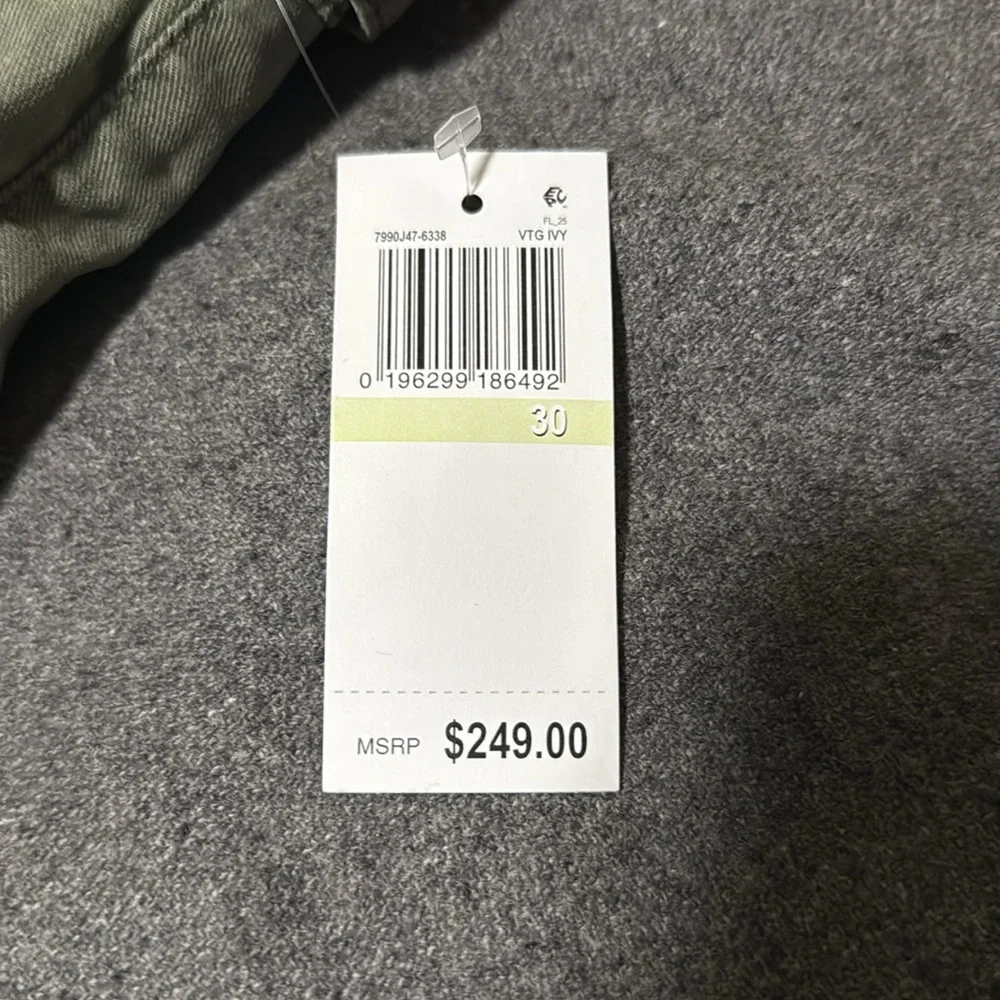 FL_25
7990J47-6338 VTG IVY
0 196299 186492
30
MSRP $249.00